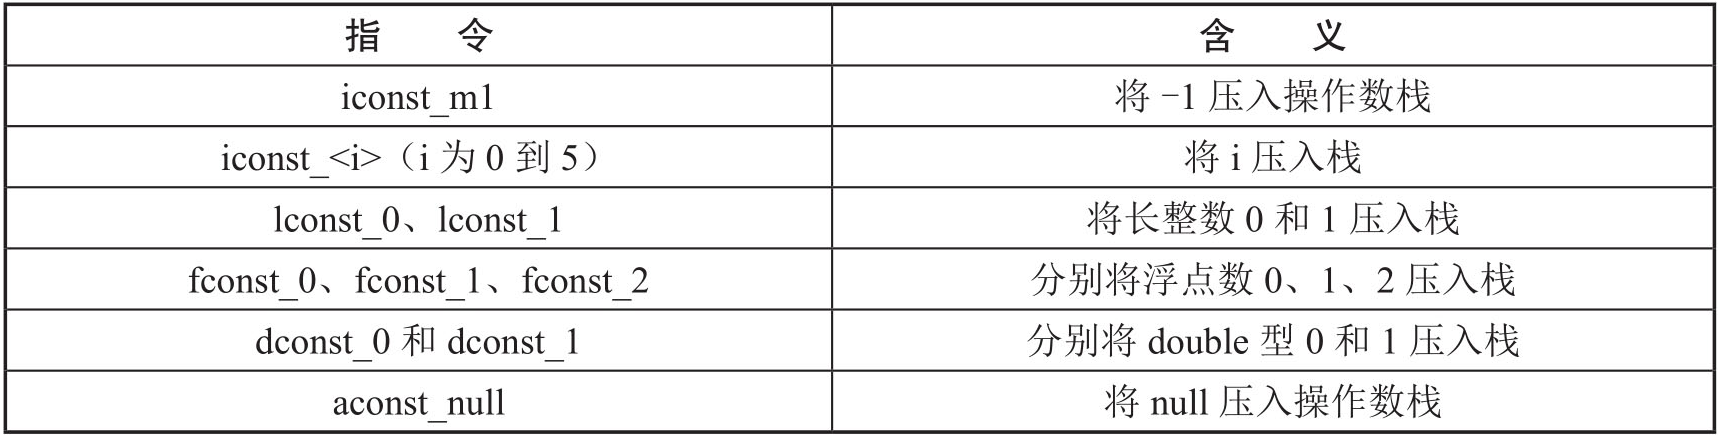 指 令 含 义
iconst_m1 将 -1 压入操作数栈
iconst_<i>（i 为 0 到 5） 将 i 压入栈
lconst_0、lconst_1 将长整数 0 和 1 压入栈
fconst_0、fconst_1、fconst_2 分别将浮点数 0、1、2 压入栈
dconst_0 和 dconst_1 分别将 double 型 0 和 1 压入栈
aconst_null 将 null 压入操作数栈